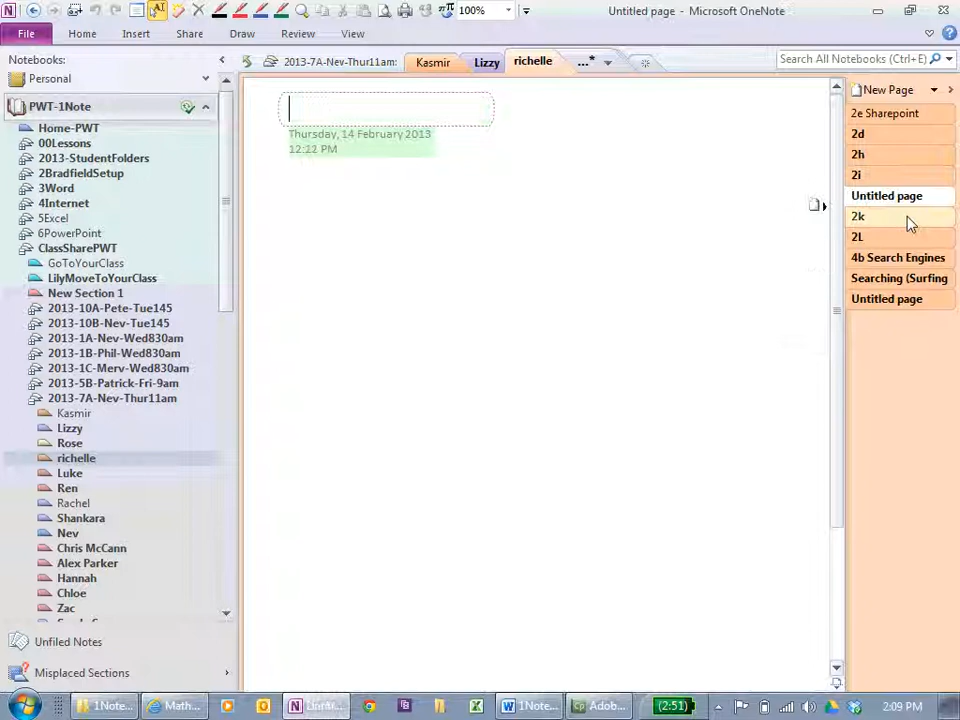 100%
Untitled page - Microsoft OneNote
File Home Insert Share Draw Review View
Notebooks:
Personal
PWT-1Note
Home-PWT
00Lessons
2013-StudentFolders
2BradfieldSetup
3Word
4Internet
5Excel
6PowerPoint
ClassSharePWT
GoToYourClass
LilyMoveToYourClass
New Section 1
2013-10A-Pete-Tue145
2013-10B-Nev-Tue145
2013-1A-Nev-Wed830am
2013-1B-Phil-Wed830am
2013-1C-Merv-Wed830am
2013-5B-Patrick-Fri-9am
2013-7A-Nev-Thur11am
Kasmir
Lizzy
Rose
richelle
Luke
Ren
Rachel
Shankara
Nev
Chris McCann
Alex Parker
Hannah
Chloe
Zac
Unfiled Notes
Misplaced Sections
2013-7A-Nev-Thur11am: Kasmir Lizzy richelle ...*
Search All Notebooks (Ctrl+E)
Thursday, 14 February 2013
12:22 PM
New Page
2e Sharepoint
2d
2h
2i
Untitled page
2k
2L
4b Search Engines
Searching (Surfing
Untitled page
1Note... Math... 1Note... Adob... (2:51) 2:09 PM